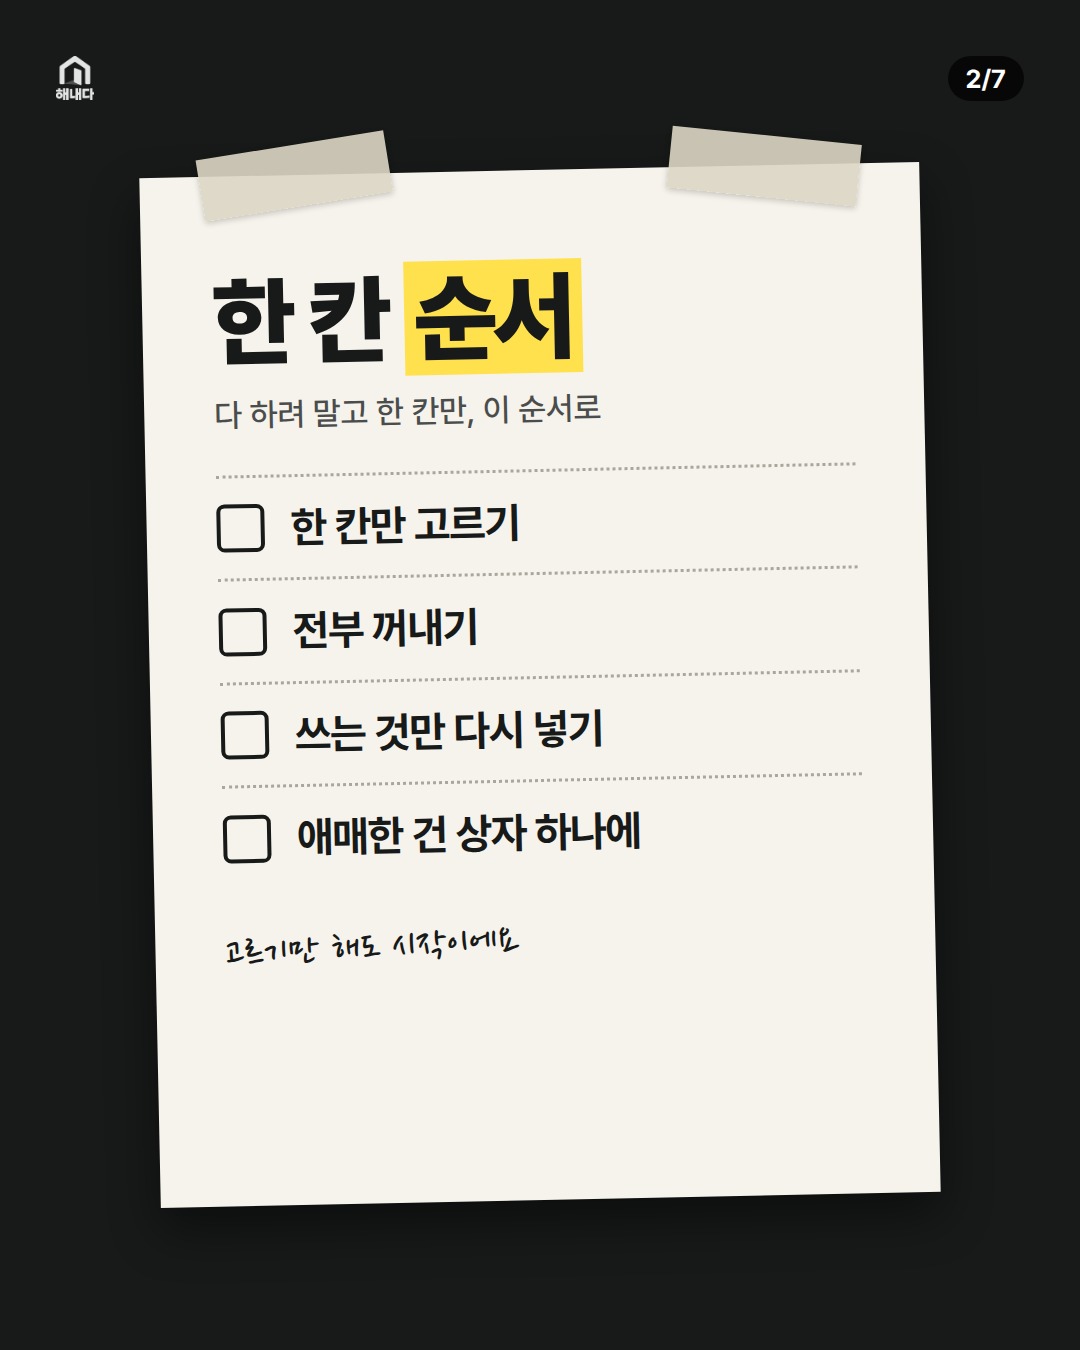 해내다
2/7
한 칸 순서
다 하려 말고 한 칸만, 이 순서로
한 칸만 고르기
전부 꺼내기
쓰는 것만 다시 넣기
애매한 건 상자 하나에
고르기만 해도 시작이에요